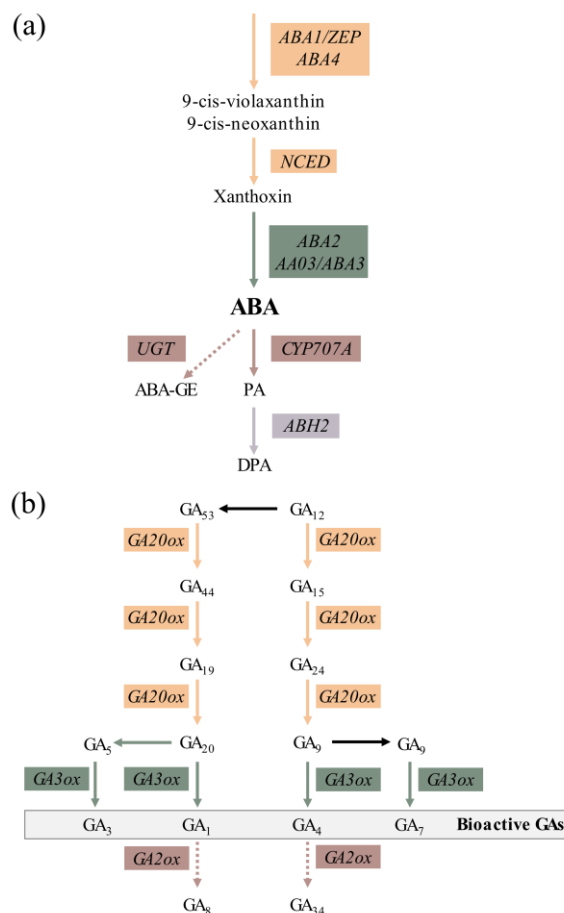 (a)
ABA1/ZEP
ABA4
9-cis-violaxanthin
9-cis-neoxanthin
NCED
Xanthoxin
ABA2
AA03/ABA3
ABA
UGT
CYP707A
ABA-GE
PA
ABH2
DPA
(b)
GA53
GA12
GA20ox
GA20ox
GA44
GA15
GA20ox
GA20ox
GA19
GA24
GA20ox
GA20ox
GA5
GA20
GA9
GA9
GA3ox
GA3ox
GA3ox
GA3ox
GA3
GA1
GA4
GA7
Bioactive GAs
GA2ox
GA2ox
GA8
GA34